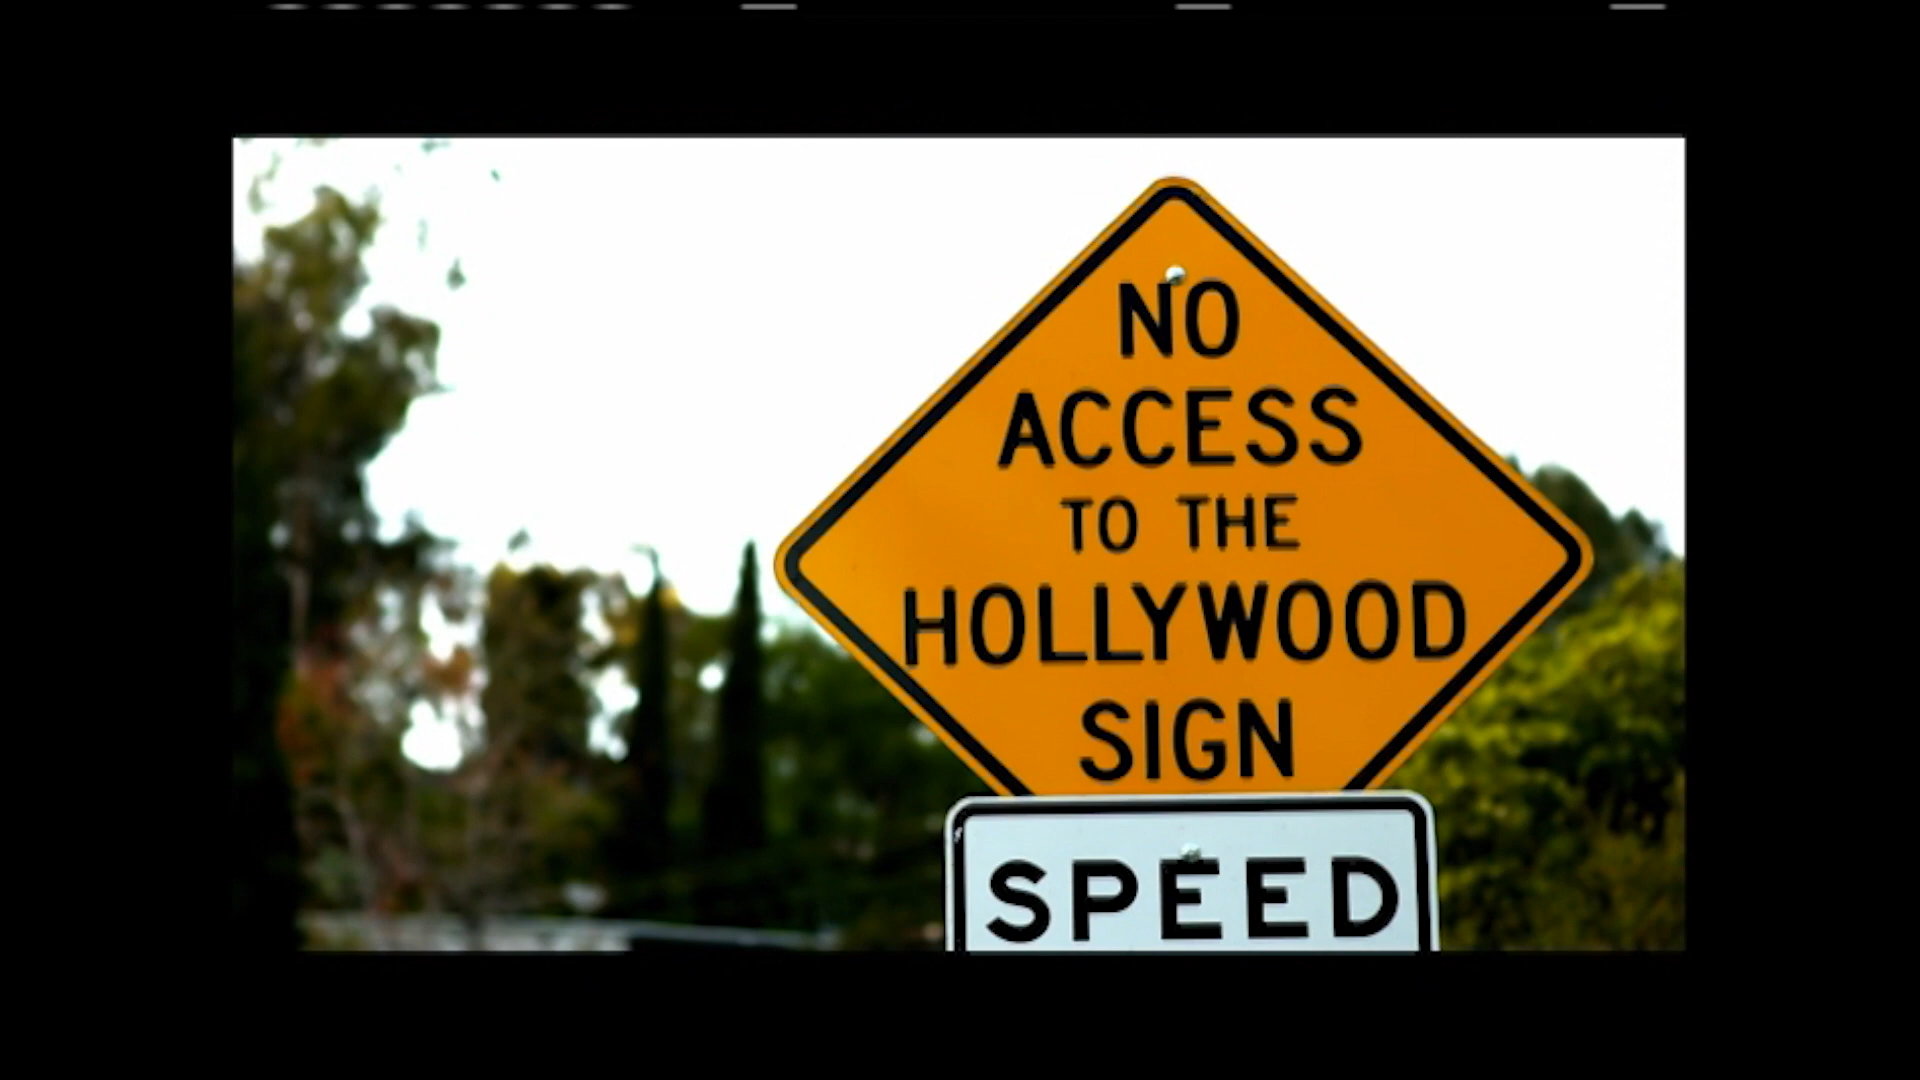 NO
ACCESS
TO THE
HOLLYWOOD
SIGN
SPEED